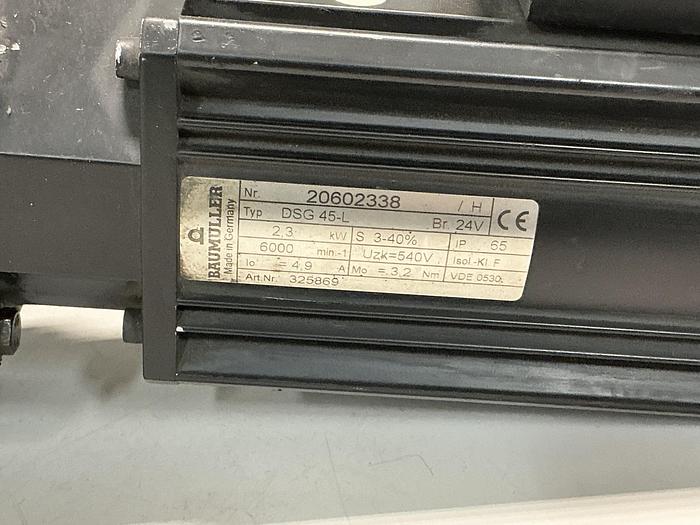 BAUMÜLLER
Made in Germany
Nr. 20602338 / H
Typ DSG 45-L Br. 24V
2,3 kW S 3-40% IP 65
6000 min.-1 Uzk=540V Isol-Kl F
Io = 4,9 A Mo = 3,2 Nm VDE 0530
Art.Nr. 325869
CE